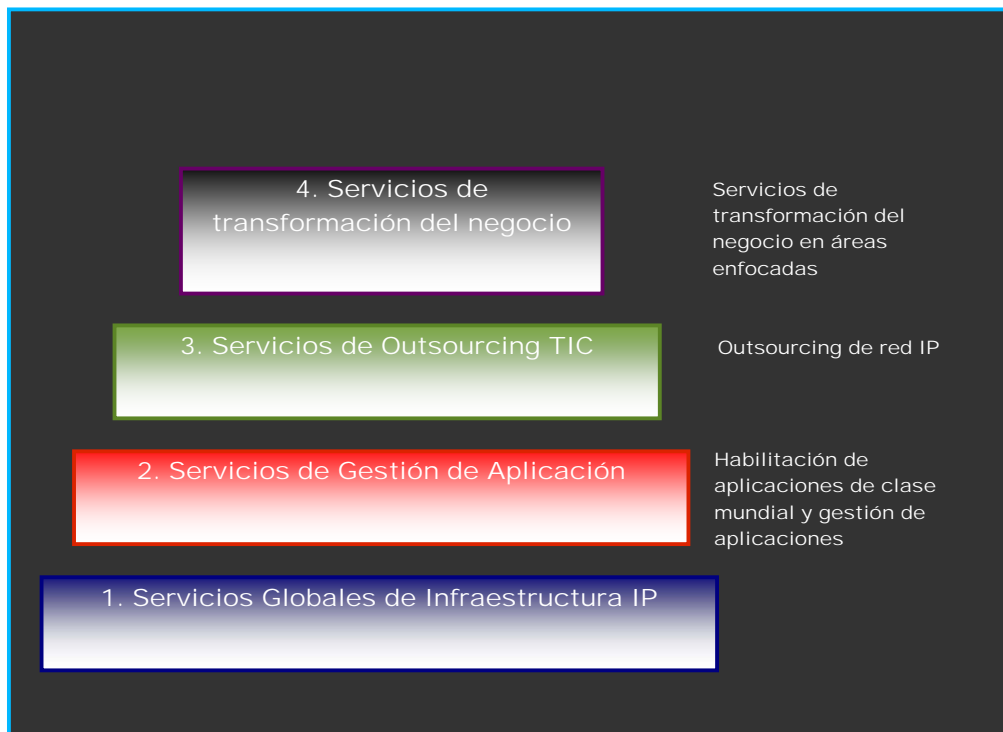 4. Servicios de
transformación del negocio
Servicios de
transformación del
negocio en áreas
enfocadas
3. Servicios de Outsourcing TIC
Outsourcing de red IP
2. Servicios de Gestión de Aplicación
Habilitación de
aplicaciones de clase
mundial y gestión de
aplicaciones
1. Servicios Globales de Infraestructura IP